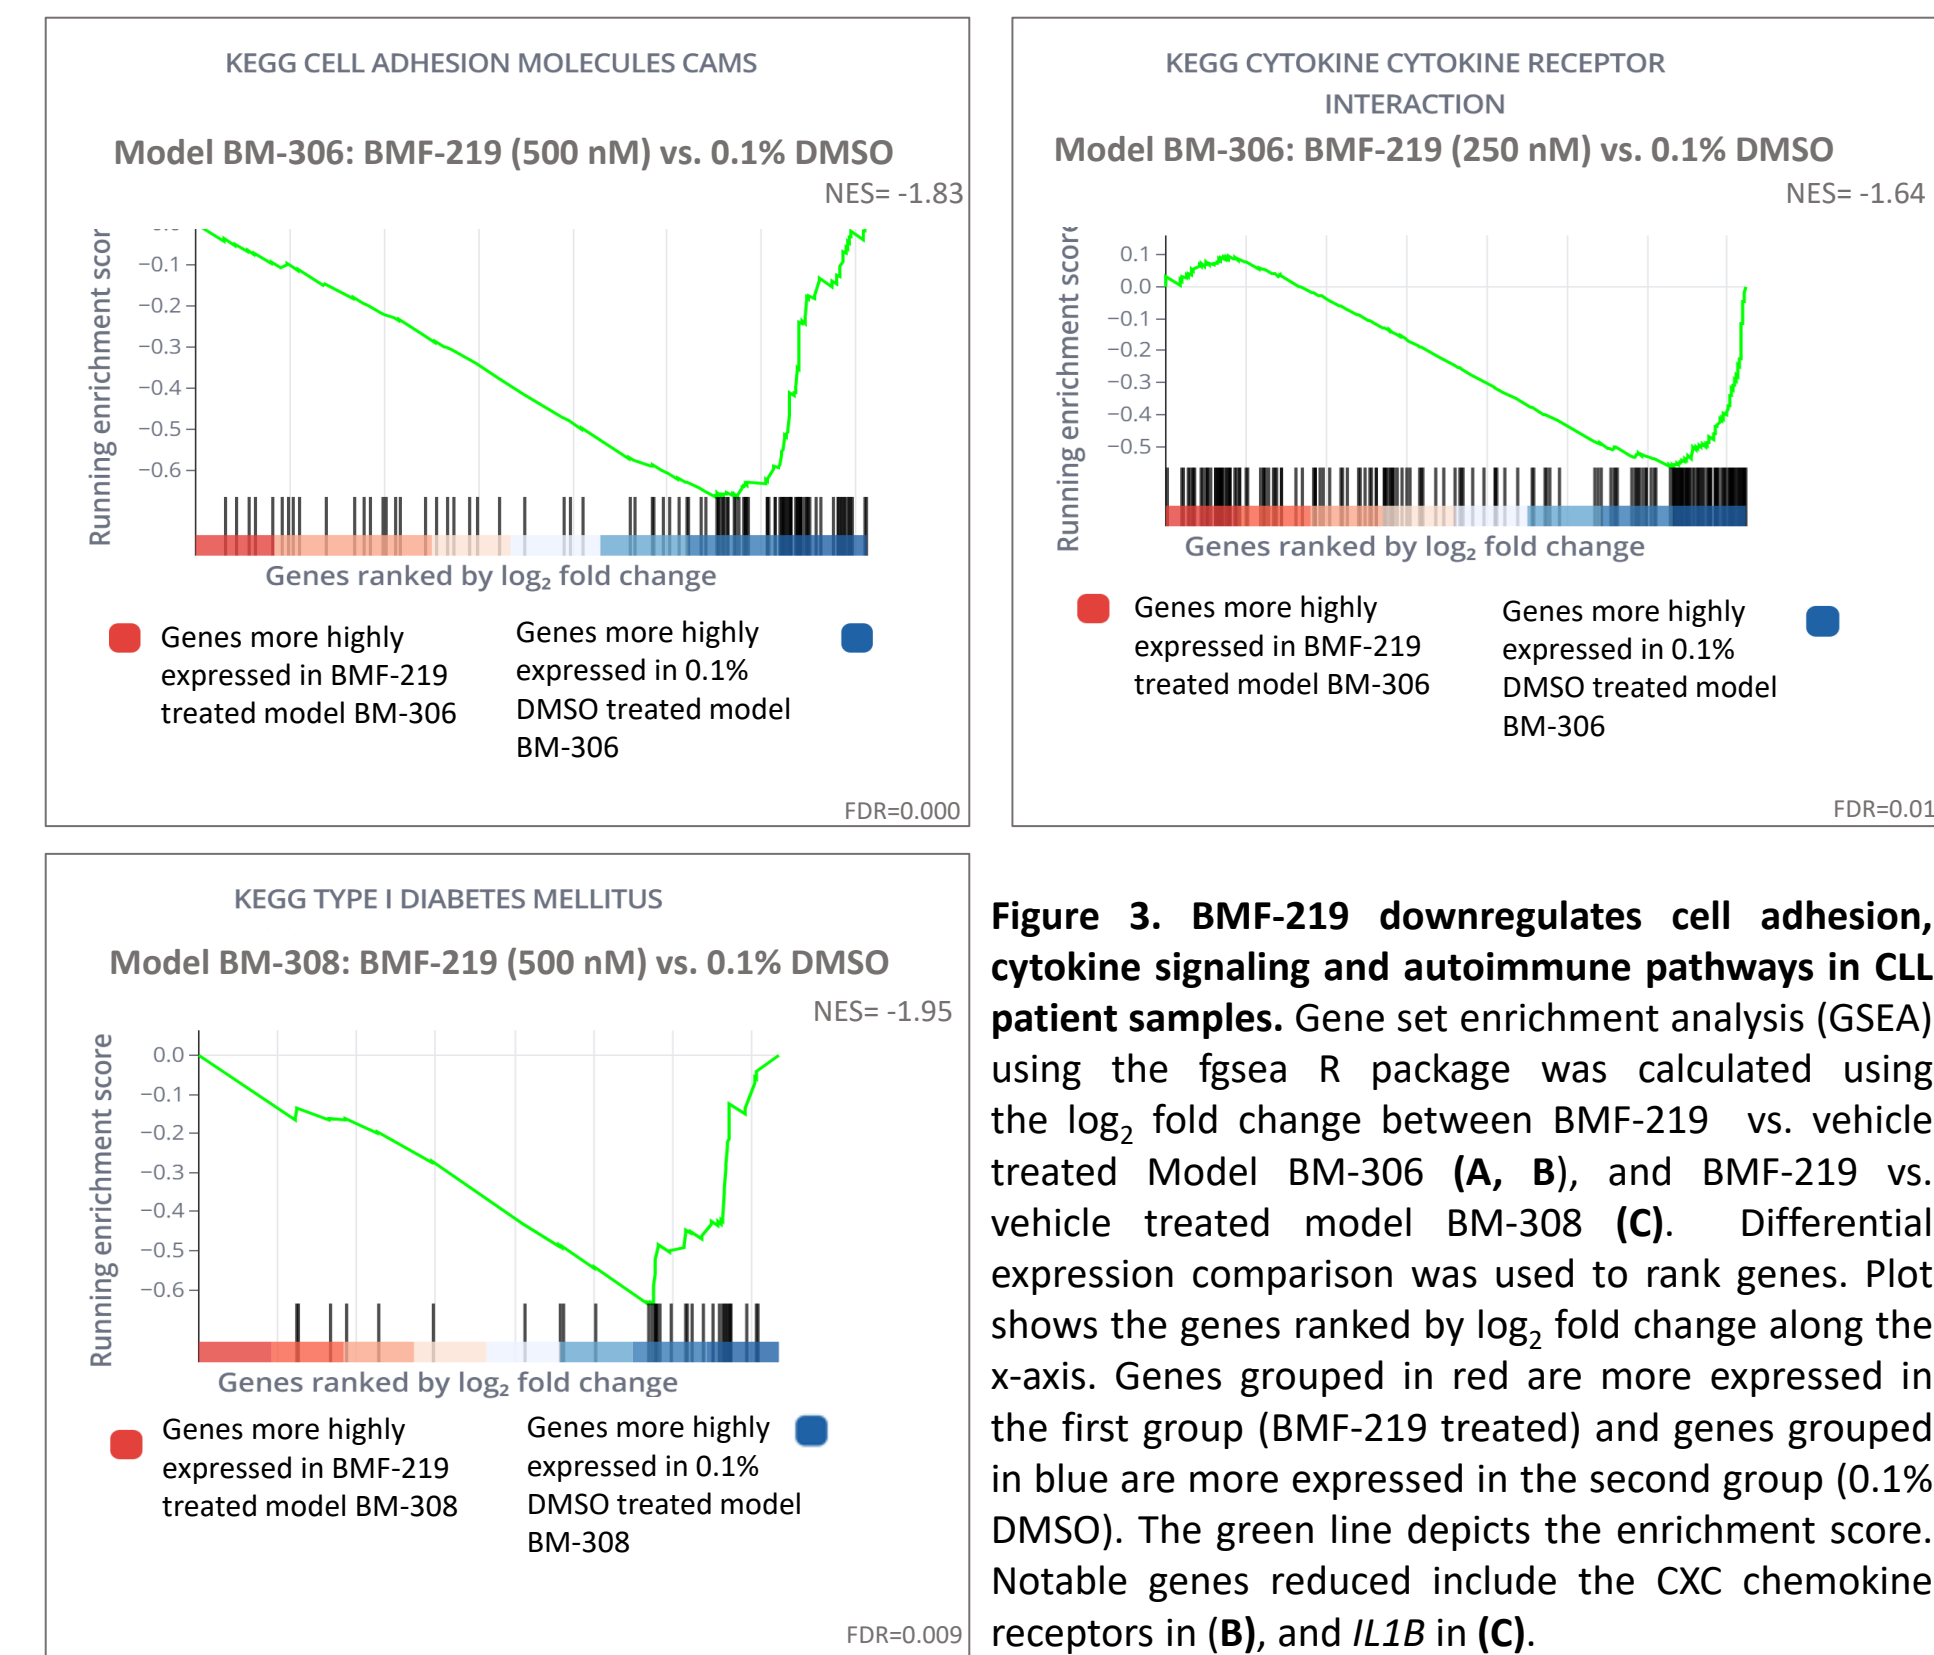 KEGG CELL ADHESION MOLECULES CAMS
Model BM-306: BMF-219 (500 nM) vs. 0.1% DMSO
NES= -1.83
Running enrichment scor
−0.1
−0.2
−0.3
−0.4
−0.5
−0.6
Genes ranked by log₂ fold change
Genes more highly
expressed in BMF-219
treated model BM-306
Genes more highly
expressed in 0.1%
DMSO treated model
BM-306
FDR=0.000
KEGG CYTOKINE CYTOKINE RECEPTOR
INTERACTION
Model BM-306: BMF-219 (250 nM) vs. 0.1% DMSO
NES= -1.64
Running enrichment score
0.1
0.0
−0.1
−0.2
−0.3
−0.4
−0.5
Genes ranked by log₂ fold change
Genes more highly
expressed in BMF-219
treated model BM-306
Genes more highly
expressed in 0.1%
DMSO treated model
BM-306
FDR=0.01
KEGG TYPE I DIABETES MELLITUS
Model BM-308: BMF-219 (500 nM) vs. 0.1% DMSO
NES= -1.95
Running enrichment score
0.0
−0.1
−0.2
−0.3
−0.4
−0.5
−0.6
Genes ranked by log₂ fold change
Genes more highly
expressed in BMF-219
treated model BM-308
Genes more highly
expressed in 0.1%
DMSO treated model
BM-308
FDR=0.009
Figure 3. BMF-219 downregulates cell adhesion,
cytokine signaling and autoimmune pathways in CLL
patient samples. Gene set enrichment analysis (GSEA)
using the fgsea R package was calculated using
the log₂ fold change between BMF-219 vs. vehicle
treated Model BM-306 (A, B), and BMF-219 vs.
vehicle treated model BM-308 (C). Differential
expression comparison was used to rank genes. Plot
shows the genes ranked by log₂ fold change along the
x-axis. Genes grouped in red are more expressed in
the first group (BMF-219 treated) and genes grouped
in blue are more expressed in the second group (0.1%
DMSO). The green line depicts the enrichment score.
Notable genes reduced include the CXC chemokine
receptors in (B), and IL1B in (C).